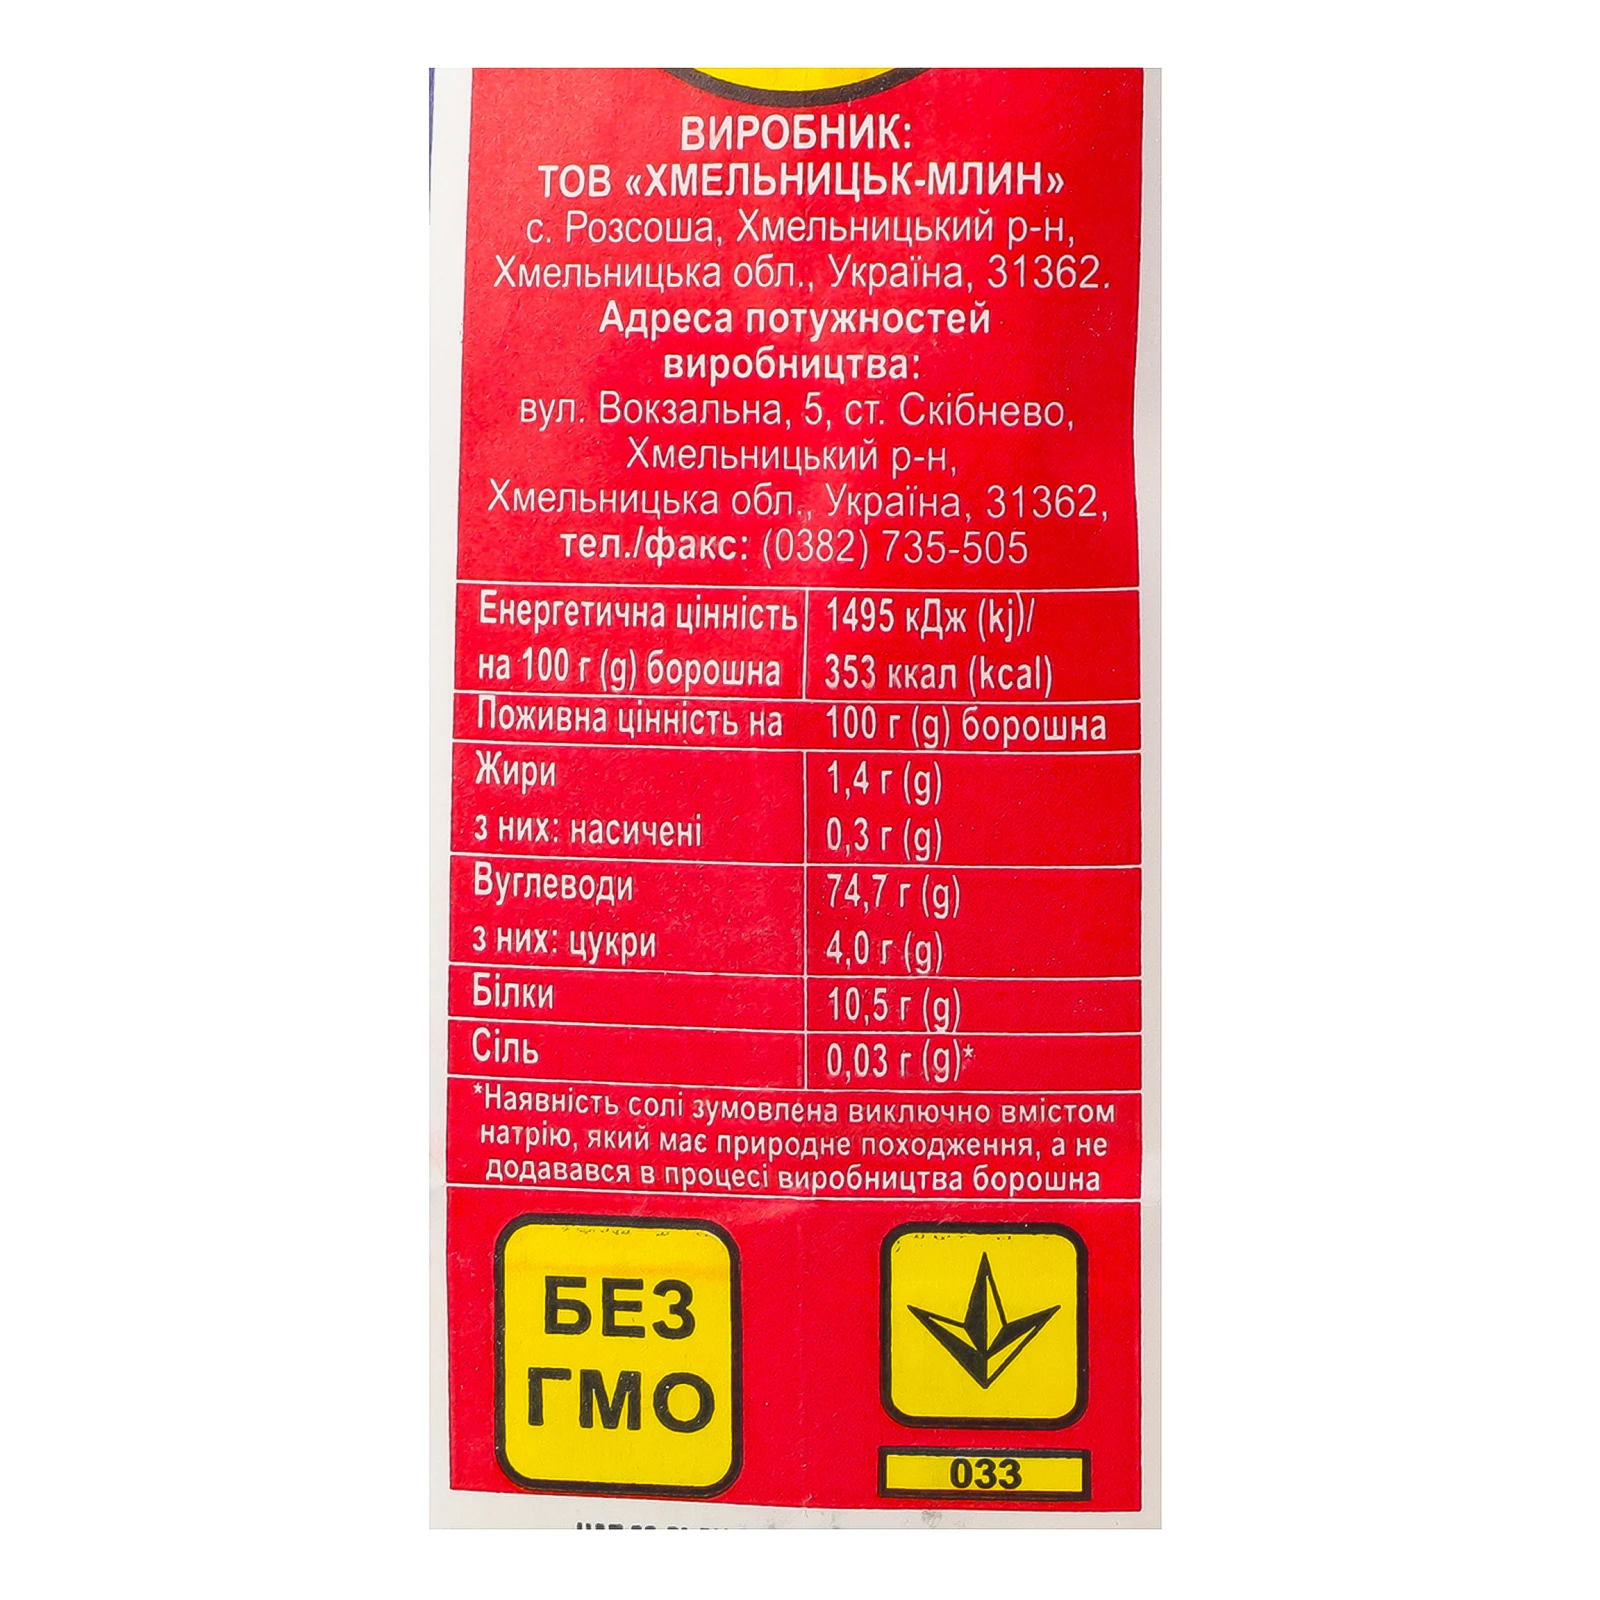 ВИРОБНИК:
ТОВ «ХМЕЛЬНИЦЬК-МЛИН»
с. Розсоша, Хмельницький р-н,
Хмельницька обл., Україна, 31362.
Адреса потужностей
виробництва:
вул. Вокзальна, 5, ст. Скібнево,
Хмельницький р-н,
Хмельницька обл., Україна, 31362,
тел./факс: (0382) 735-505
Енергетична цінність 1495 кДж (kj)/
на 100 г (g) борошна 353 ккал (kcal)
Поживна цінність на 100 г (g) борошна
Жири 1,4 г (g)
з них: насичені 0,3 г (g)
Вуглеводи 74,7 г (g)
з них: цукри 4,0 г (g)
Білки 10,5 г (g)
Сіль 0,03 г (g)*
*Наявність солі зумовлена виключно вмістом
натрію, який має природне походження, а не
додавався в процесі виробництва борошна
БЕЗ
ГМО
033